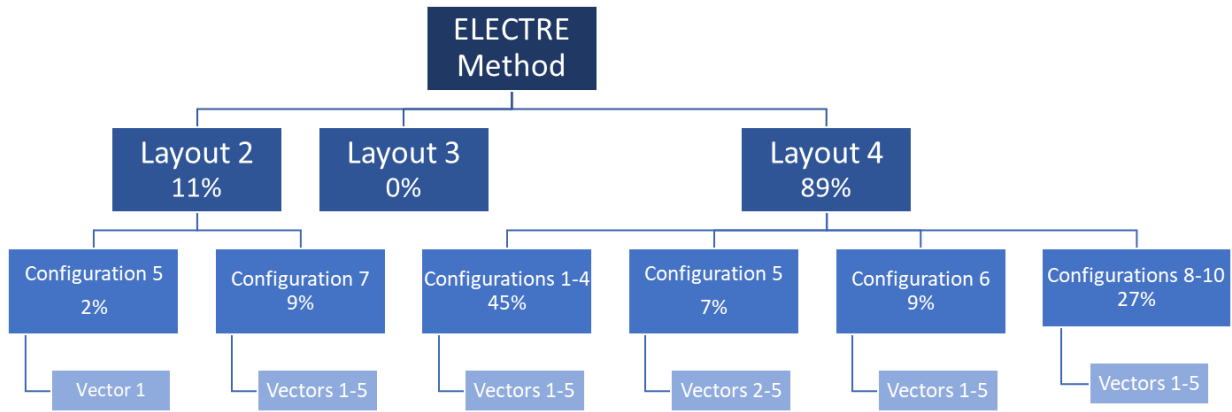 ELECTRE
Method
Layout 2
11%
Layout 3
0%
Layout 4
89%
Configuration 5
2%
Configuration 7
9%
Configurations 1-4
45%
Configuration 5
7%
Configuration 6
9%
Configurations 8-10
27%
Vector 1
Vectors 1-5
Vectors 1-5
Vectors 2-5
Vectors 1-5
Vectors 1-5